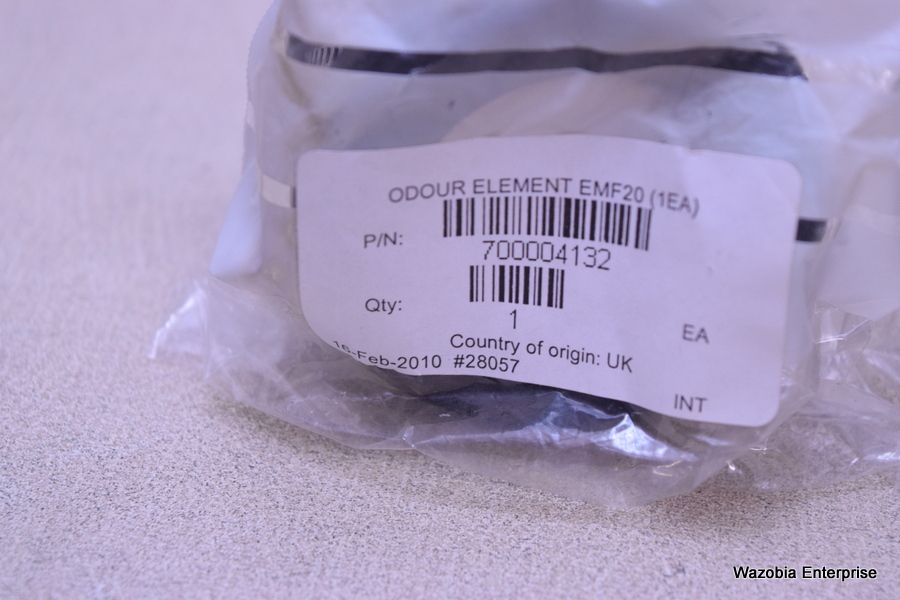 ODOUR ELEMENT EMF20 (1EA)
P/N:
700004132
Qty:
1
EA
Country of origin: UK
-Feb-2010 #28057
INT
Wazobia Enterprise